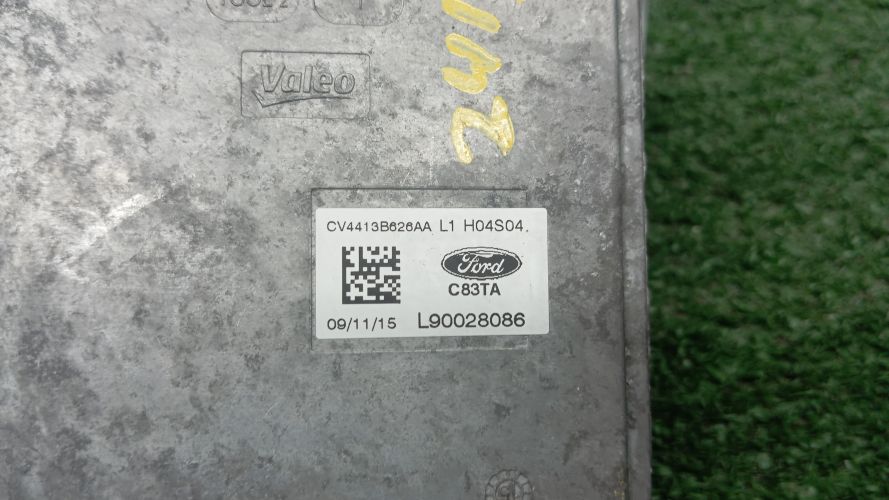 Valeo
CV4413B626AA L1 H04S04.
Ford
C83TA
09/11/15 L90028086